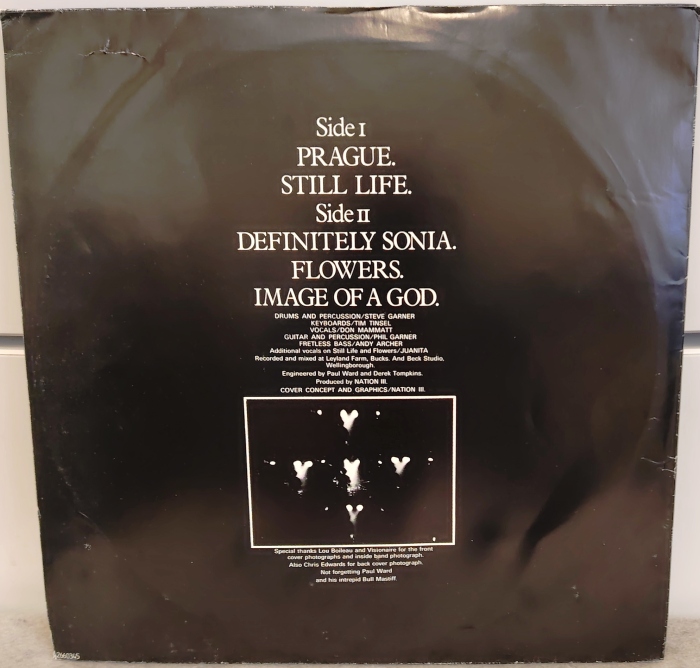 Side I
PRAGUE.
STILL LIFE.
Side II
DEFINITELY SONIA.
FLOWERS.
IMAGE OF A GOD.
DRUMS AND PERCUSSION/STEVE GARNER
KEYBOARDS/TIM TINSEL
VOCALS/DON MAMMATT
GUITAR AND PERCUSSION/PHIL GARNER
FRETLESS BASS/ANDY ARCHER
Additional vocals on Still Life and Flowers/JUANITA
Recorded and mixed at Leyland Farm, Bucks. And Beck Studio,
Wellingborough.
Engineered by Paul Ward and Derek Tompkins.
Produced by NATION III.
COVER CONCEPT AND GRAPHICS/NATION III.
Special thanks Lou Boileau and Visionaire for the front
cover photographs and inside band photograph.
Also Chris Edwards for back cover photograph.
Not forgetting Paul Ward
and his intrepid Bull Mastiff.